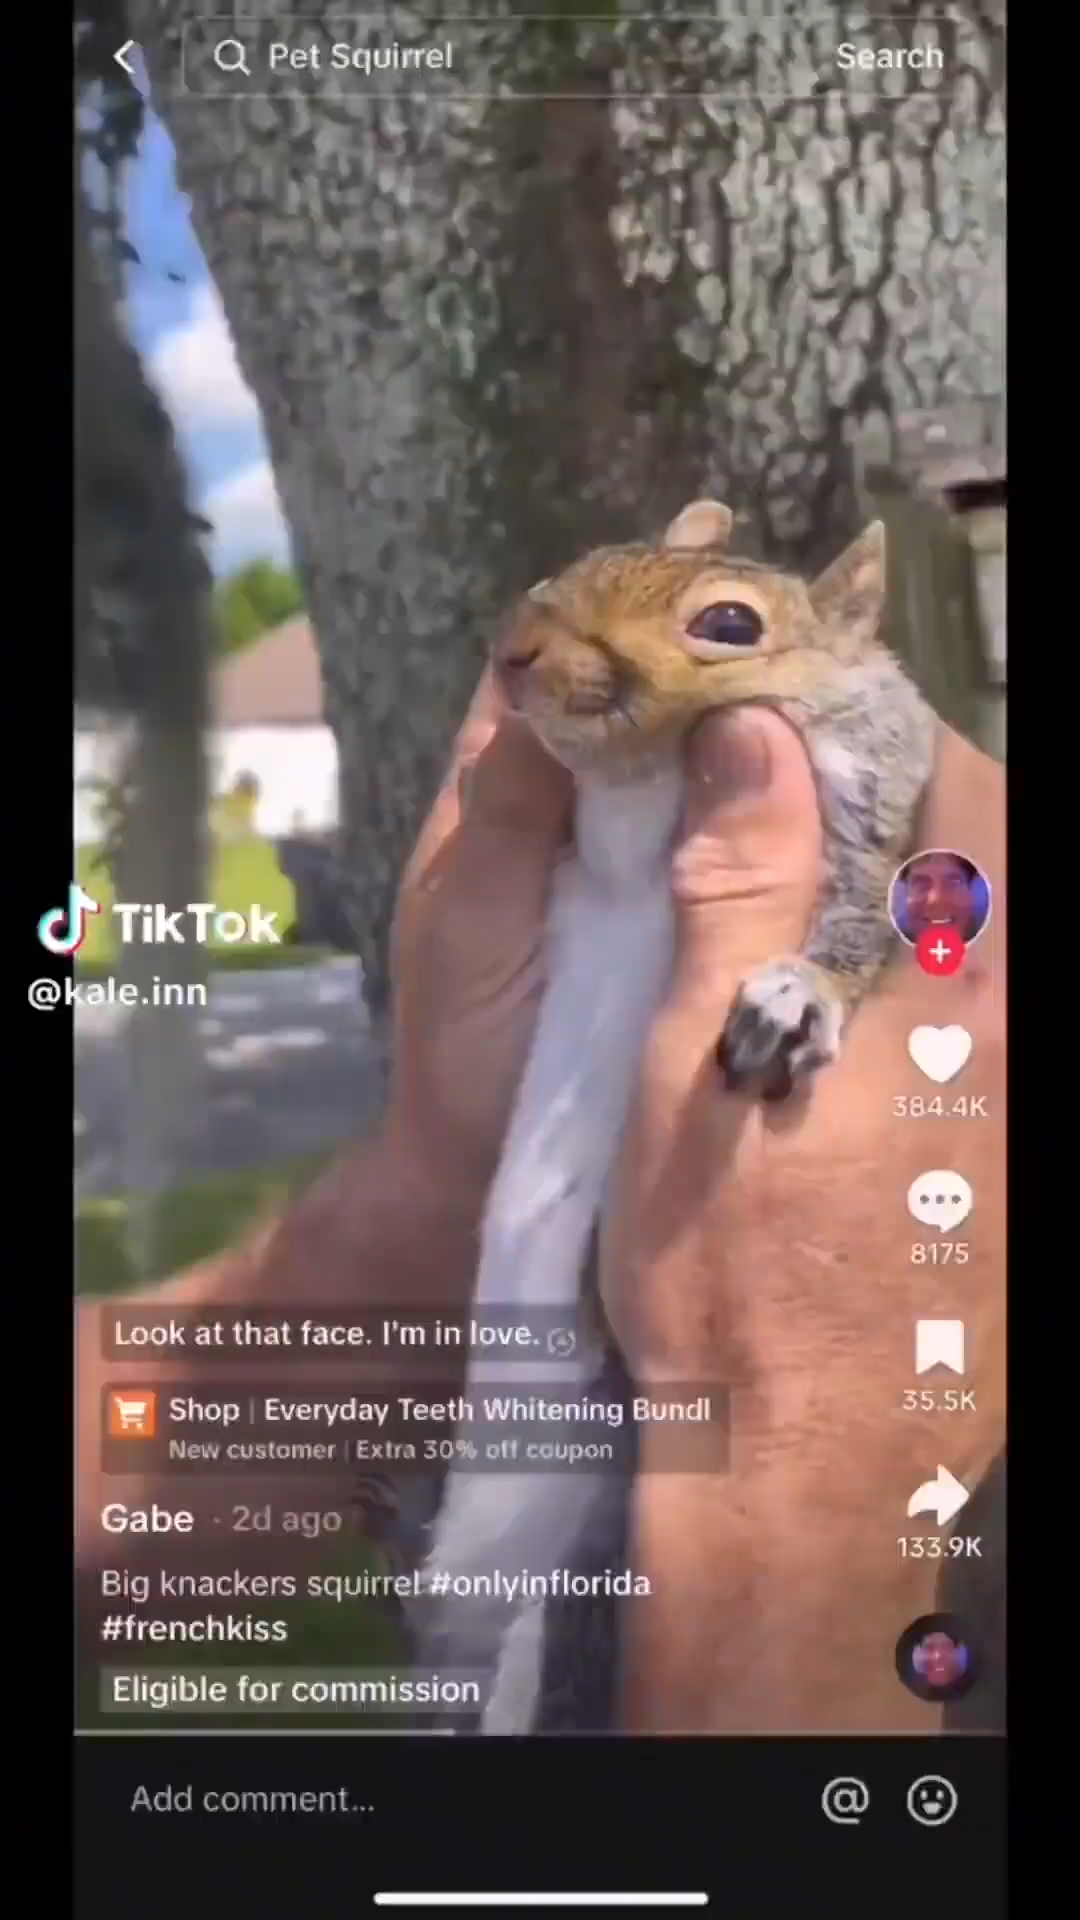 Pet Squirrel
Search
TikTok
@kale.inn
384.4K
8175
35.5K
133.9K
Look at that face. I'm in love.
Shop | Everyday Teeth Whitening Bundl
New customer | Extra 30% off coupon
Gabe · 2d ago
Big knackers squirrel #onlyinflorida
#frenchkiss
Eligible for commission
Add comment...
@